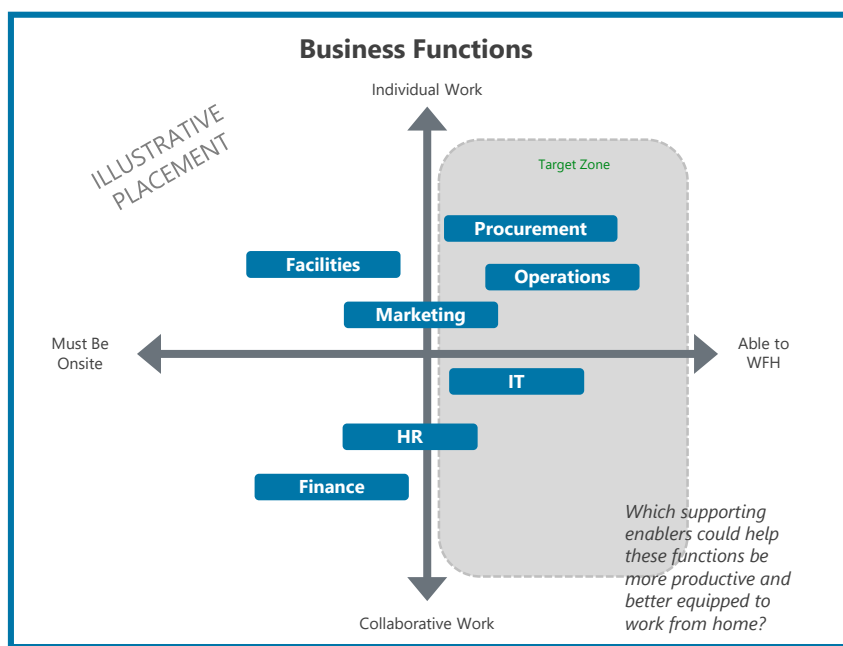 Business Functions
Individual Work
ILLUSTRATIVE
PLACEMENT
Target Zone
Procurement
Facilities
Operations
Marketing
Must Be
Onsite
Able to
WFH
IT
HR
Finance
Which supporting
enablers could help
these functions be
more productive and
better equipped to
work from home?
Collaborative Work